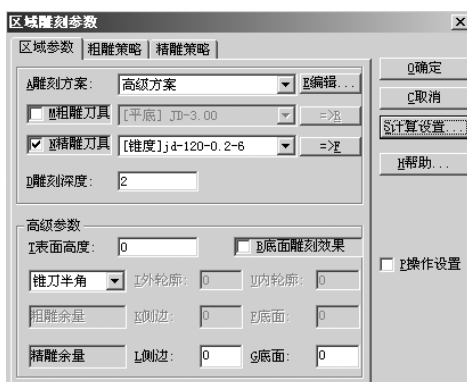 区域雕刻参数
区域参数 粗雕策略 精雕策略
A雕刻方案: 高级方案 E编辑...
M粗雕刀具 [平底] JD-3.00 =>R
N精雕刀具 [锥度]jd-120-0.2-6 =>F
D雕刻深度: 2
高级参数
T表面高度: 0 B底面雕刻效果
锥刀半角 I外轮廓: 0 U内轮廓: 0
粗雕余量 K侧边: 0 F底面: 0
精雕余量 L侧边: 0 G底面: 0
O确定
C取消
S计算设置...
H帮助...
P操作设置